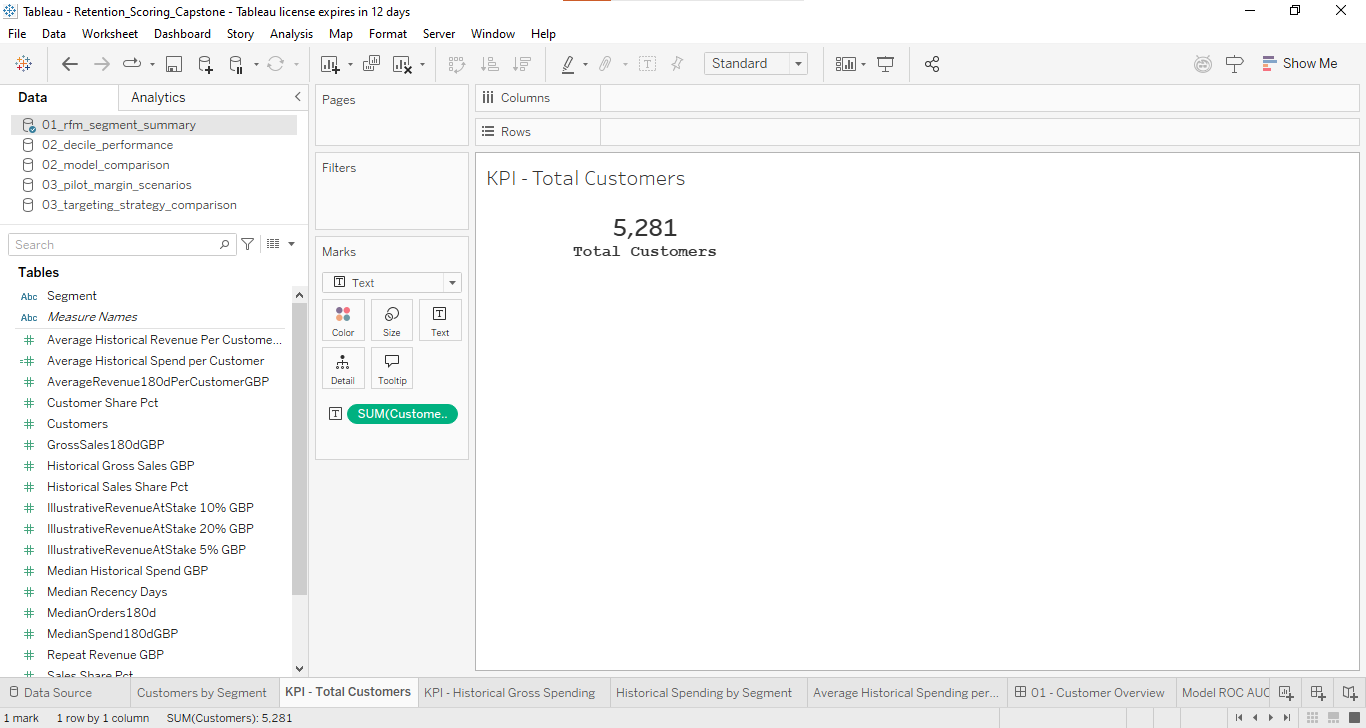 Tableau - Retention_Scoring_Capstone - Tableau license expires in 12 days
File Data Worksheet Dashboard Story Analysis Map Format Server Window Help
Standard
Show Me
Data Analytics
01_rfm_segment_summary
02_decile_performance
02_model_comparison
03_pilot_margin_scenarios
03_targeting_strategy_comparison
Search
Tables
Abc Segment
Abc Measure Names
Average Historical Revenue Per Custome...
Average Historical Spend per Customer
AverageRevenue180dPerCustomerGBP
Customer Share Pct
Customers
GrossSales180dGBP
Historical Gross Sales GBP
Historical Sales Share Pct
IllustrativeRevenueAtStake 10% GBP
IllustrativeRevenueAtStake 20% GBP
IllustrativeRevenueAtStake 5% GBP
Median Historical Spend GBP
Median Recency Days
MedianOrders180d
MedianSpend180dGBP
Repeat Revenue GBP
Sales Share Pct
Pages
Filters
Marks
Text
Color Size Text
Detail Tooltip
SUM(Custome..
Columns
Rows
KPI - Total Customers
5,281
Total Customers
Data Source Customers by Segment KPI - Total Customers KPI - Historical Gross Spending Historical Spending by Segment Average Historical Spending per... 01 - Customer Overview Model ROC AUC
1 mark 1 row by 1 column SUM(Customers): 5,281